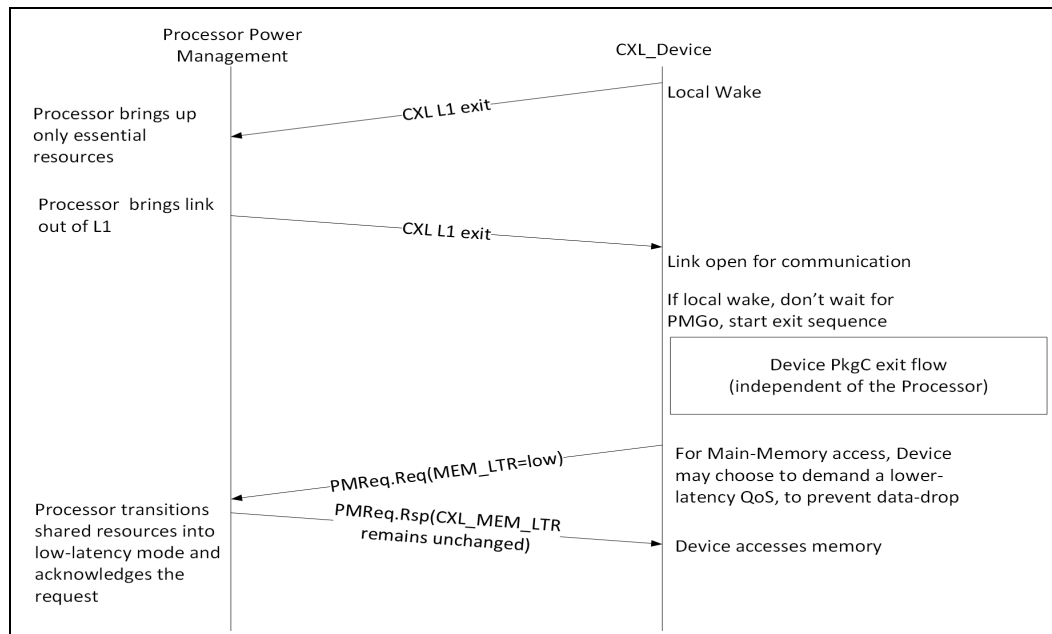 Processor Power
Management
CXL_Device
Local Wake
CXL L1 exit
Processor brings up
only essential
resources
Processor brings link
out of L1
CXL L1 exit
Link open for communication
If local wake, don't wait for
PMGo, start exit sequence
Device PkgC exit flow
(independent of the Processor)
PMReq.Req(MEM_LTR=low)
For Main-Memory access, Device
may choose to demand a lower-
latency QoS, to prevent data-drop
Processor transitions
shared resources into
low-latency mode and
acknowledges the
request
PMReq.Rsp(CXL_MEM_LTR
remains unchanged)
Device accesses memory